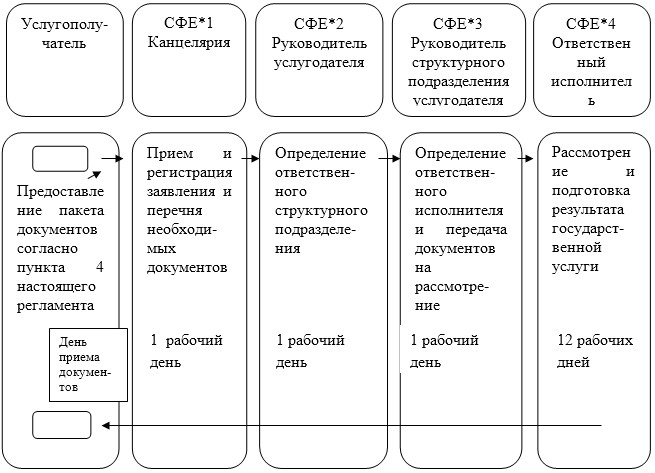 Услугополу-
чатель
СФЕ*1
Канцелярия
СФЕ*2
Руководитель
услугодателя
СФЕ*3
Руководитель
структурного
подразделения
услугодателя
СФЕ*4
Ответствен
ный
исполнител
ь
Предоставле
ние пакета
документов
согласно
пункта 4
настоящего
регламента
День
приема
докумен-
тов
Прием и
регистрация
заявления и
перечня
необходи-
мых
документов
1 рабочий
день
Определение
ответствен-
ного
структурного
подразделе-
ния
1 рабочий
день
Определение
ответствен-
ного
исполнителя
и передача
документов
на
рассмотре-
ние
1 рабочий
день
Рассмотрен
ие и
подготовка
результата
государст-
венной
услуги
12 рабочих
дней